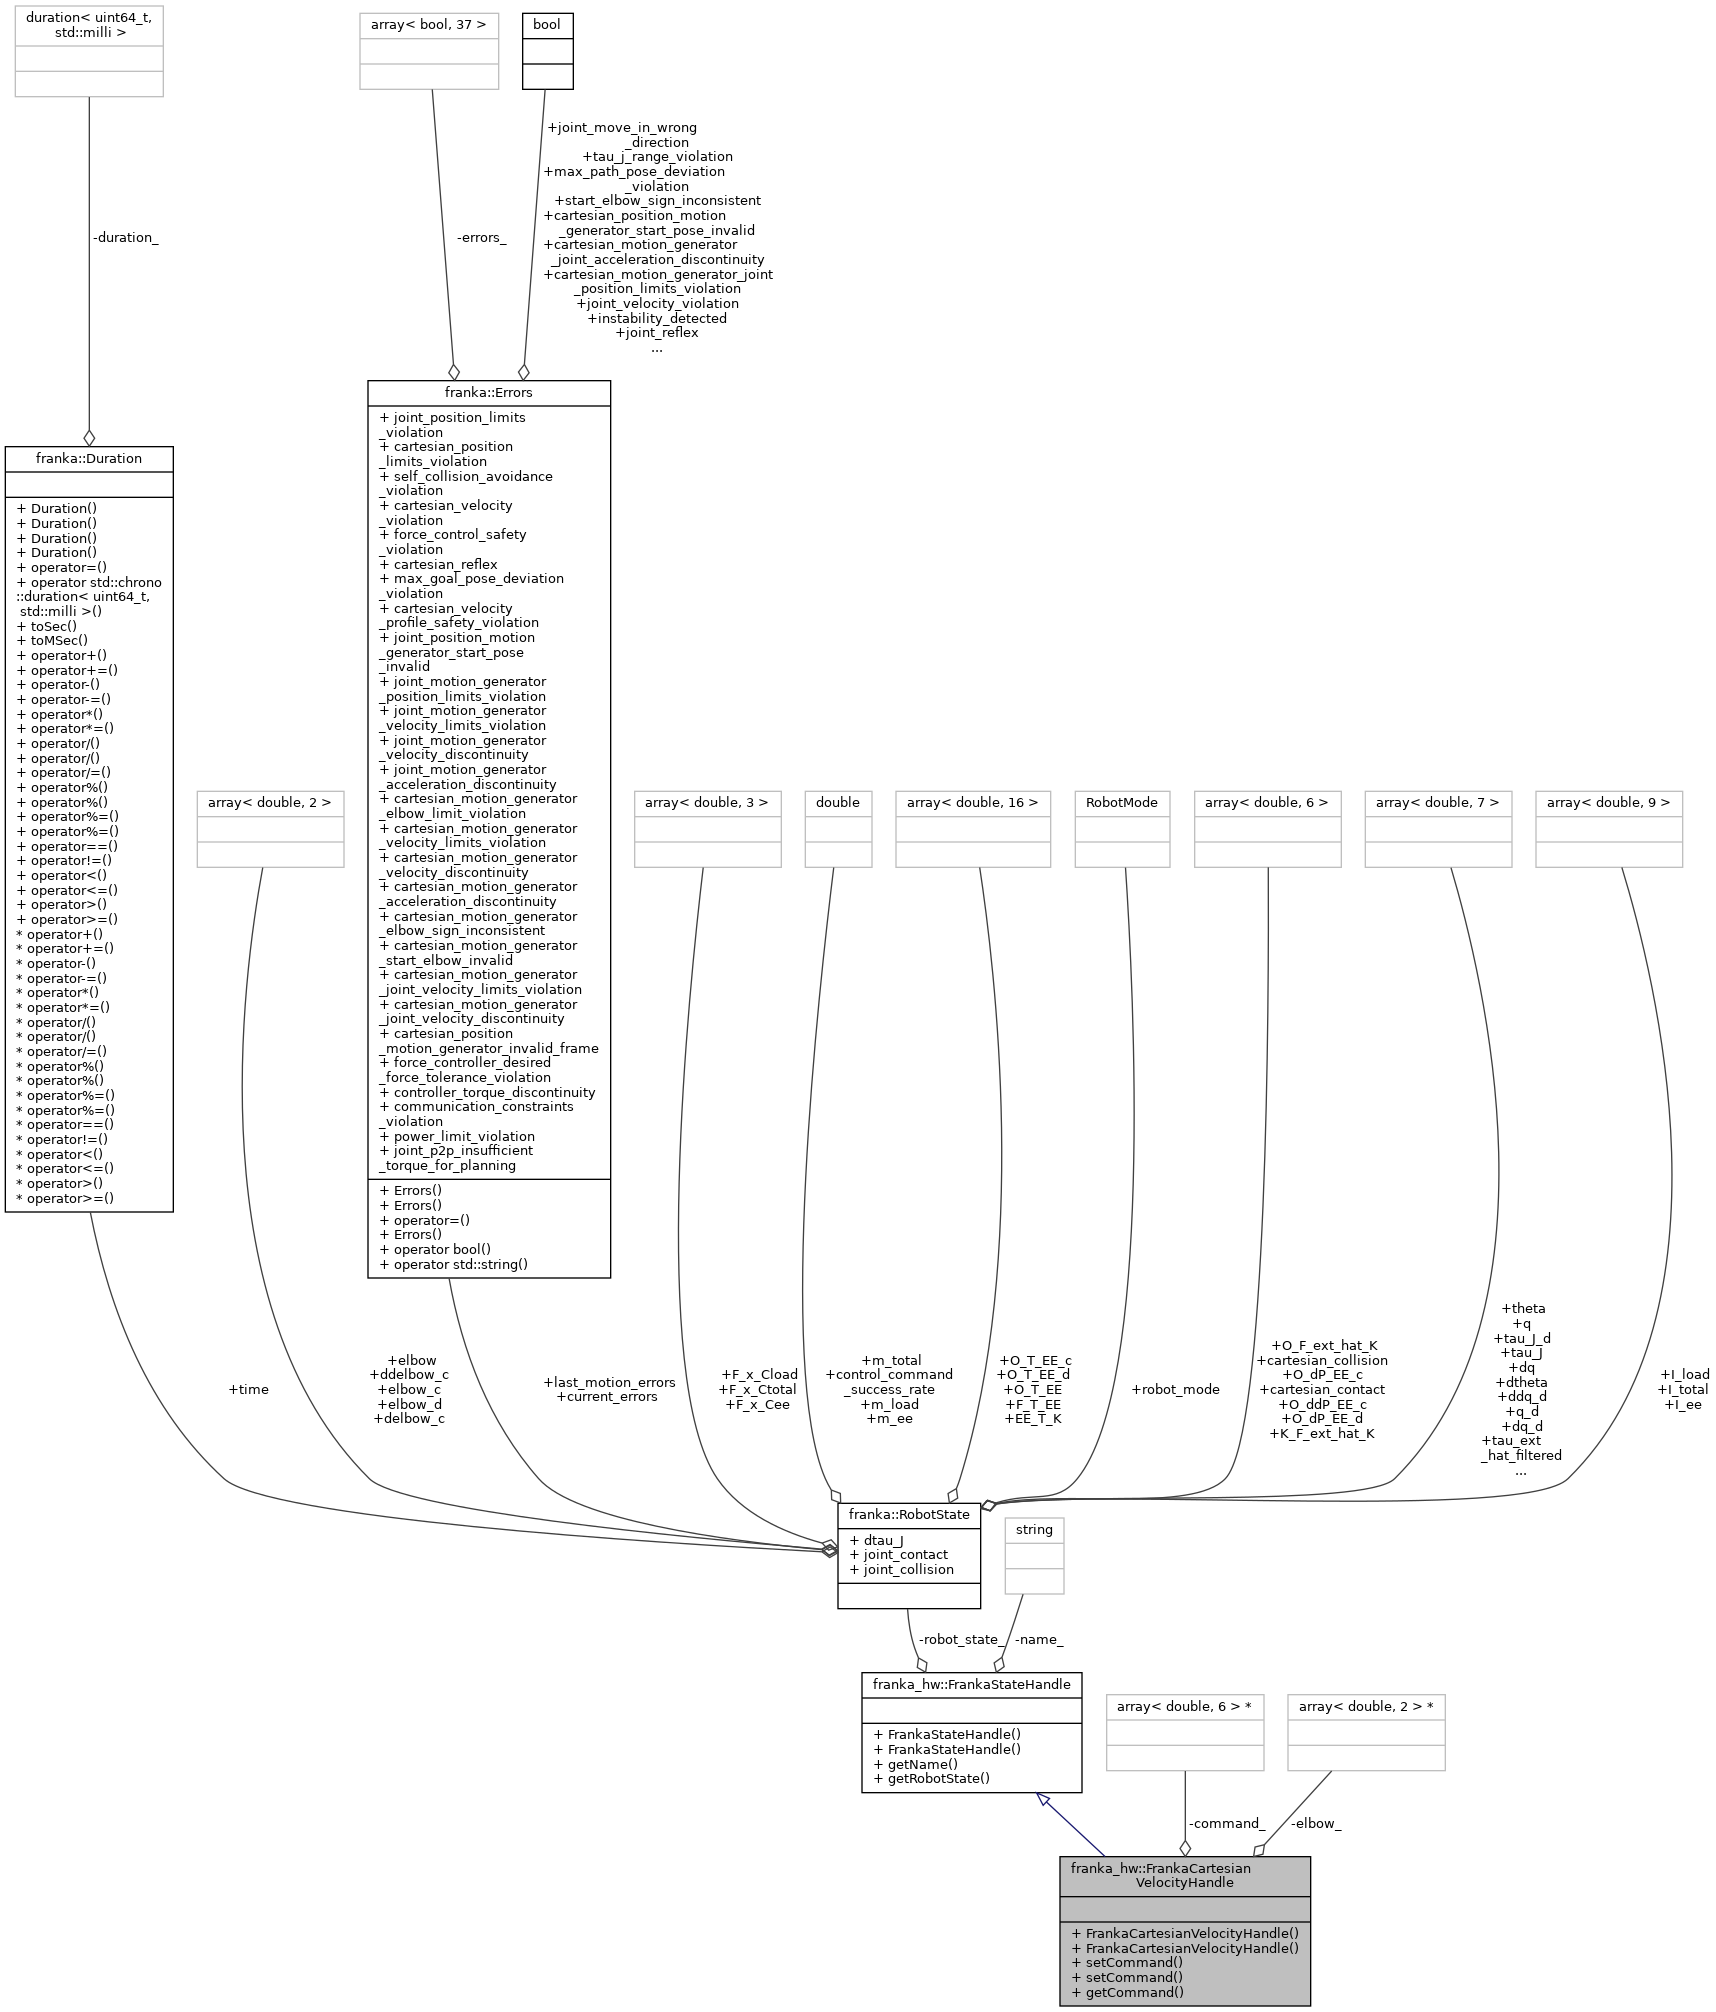 duration< uint64_t,
std::milli >
array< bool, 37 >
bool
-duration_
-errors_
+joint_move_in_wrong
_direction
+tau_j_range_violation
+max_path_pose_deviation
_violation
+start_elbow_sign_inconsistent
+cartesian_position_motion
_generator_start_pose_invalid
+cartesian_motion_generator
_joint_acceleration_discontinuity
+cartesian_motion_generator_joint
_position_limits_violation
+joint_velocity_violation
+instability_detected
+joint_reflex
...
franka::Duration
+ Duration()
+ Duration()
+ Duration()
+ Duration()
+ operator=()
+ operator std::chrono
::duration< uint64_t,
std::milli >()
+ toSec()
+ toMSec()
+ operator+()
+ operator+=()
+ operator-()
+ operator-=()
+ operator*()
+ operator*=()
+ operator/()
+ operator/()
+ operator/=()
+ operator%()
+ operator%()
+ operator%=()
+ operator%=()
+ operator==()
+ operator!=()
+ operator<()
+ operator<=()
+ operator>()
+ operator>=()
* operator+()
* operator+=()
* operator-()
* operator-=()
* operator*()
* operator*=()
* operator/()
* operator/()
* operator/=()
* operator%()
* operator%()
* operator%=()
* operator%=()
* operator==()
* operator!=()
* operator<()
* operator<=()
* operator>()
* operator>=()
franka::Errors
+ joint_position_limits
_violation
+ cartesian_position
_limits_violation
+ self_collision_avoidance
_violation
+ cartesian_velocity
_violation
+ force_control_safety
_violation
+ cartesian_reflex
+ max_goal_pose_deviation
_violation
+ cartesian_velocity
_profile_safety_violation
+ joint_position_motion
_generator_start_pose
_invalid
+ joint_motion_generator
_position_limits_violation
+ joint_motion_generator
_velocity_limits_violation
+ joint_motion_generator
_velocity_discontinuity
+ joint_motion_generator
_acceleration_discontinuity
+ cartesian_motion_generator
_elbow_limit_violation
+ cartesian_motion_generator
_velocity_limits_violation
+ cartesian_motion_generator
_velocity_discontinuity
+ cartesian_motion_generator
_acceleration_discontinuity
+ cartesian_motion_generator
_elbow_sign_inconsistent
+ cartesian_motion_generator
_start_elbow_invalid
+ cartesian_motion_generator
_joint_velocity_limits_violation
+ cartesian_motion_generator
_joint_velocity_discontinuity
+ cartesian_position
_motion_generator_invalid_frame
+ force_controller_desired
_force_tolerance_violation
+ controller_torque_discontinuity
+ communication_constraints
_violation
+ power_limit_violation
+ joint_p2p_insufficient
_torque_for_planning
+ Errors()
+ Errors()
+ operator=()
+ Errors()
+ operator bool()
+ operator std::string()
array< double, 2 >
array< double, 3 >
double
array< double, 16 >
RobotMode
array< double, 6 >
array< double, 7 >
array< double, 9 >
+time
+elbow
+ddelbow_c
+elbow_c
+elbow_d
+delbow_c
+last_motion_errors
+current_errors
+F_x_Cload
+F_x_Ctotal
+F_x_Cee
+m_total
+control_command
_success_rate
+m_load
+m_ee
+O_T_EE_c
+O_T_EE_d
+O_T_EE
+F_T_EE
+EE_T_K
+robot_mode
+O_F_ext_hat_K
+cartesian_collision
+O_dP_EE_c
+cartesian_contact
+O_ddP_EE_c
+O_dP_EE_d
+K_F_ext_hat_K
+theta
+q
+tau_J_d
+tau_J
+dq
+dtheta
+ddq_d
+q_d
+dq_d
+tau_ext
_hat_filtered
...
+I_load
+I_total
+I_ee
franka::RobotState
+ dtau_J
+ joint_contact
+ joint_collision
string
-robot_state_
-name_
franka_hw::FrankaStateHandle
+ FrankaStateHandle()
+ FrankaStateHandle()
+ getName()
+ getRobotState()
array< double, 6 > *
array< double, 2 > *
-command_
-elbow_
franka_hw::FrankaCartesian
VelocityHandle
+ FrankaCartesianVelocityHandle()
+ FrankaCartesianVelocityHandle()
+ setCommand()
+ setCommand()
+ getCommand()